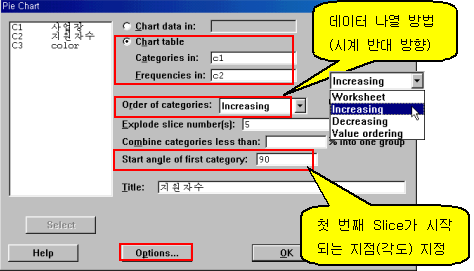 Pie Chart
C1 사업장
C2 지원자수
C3 color
Chart data in:
Chart table
Categories in: c1
Frequencies in: c2
Order of categories: Increasing
Explode slice number(s): 5
Combine categories less than: % into one group
Start angle of first category: 90
Title: 지원자수
Select
Help
Options...
OK
데이터 나열 방법
(시계 반대 방향)
Increasing
Worksheet
Increasing
Decreasing
Value ordering
첫 번째 Slice가 시작
되는 지점(각도) 지정